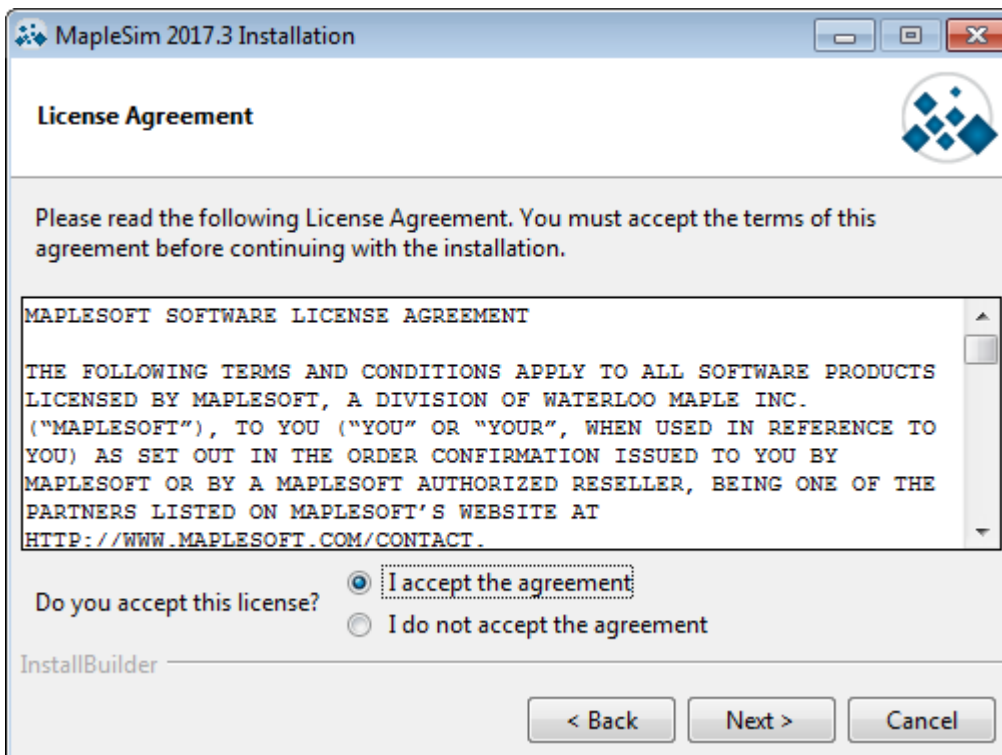 MapleSim 2017.3 Installation
License Agreement
Please read the following License Agreement. You must accept the terms of this
agreement before continuing with the installation.
MAPLESOFT SOFTWARE LICENSE AGREEMENT
THE FOLLOWING TERMS AND CONDITIONS APPLY TO ALL SOFTWARE PRODUCTS
LICENSED BY MAPLESOFT, A DIVISION OF WATERLOO MAPLE INC.
(“MAPLESOFT”), TO YOU (“YOU” OR “YOUR”, WHEN USED IN REFERENCE TO
YOU) AS SET OUT IN THE ORDER CONFIRMATION ISSUED TO YOU BY
MAPLESOFT OR BY A MAPLESOFT AUTHORIZED RESELLER, BEING ONE OF THE
PARTNERS LISTED ON MAPLESOFT’S WEBSITE AT
HTTP://WWW.MAPLESOFT.COM/CONTACT.
Do you accept this license?
I accept the agreement
I do not accept the agreement
InstallBuilder
< Back
Next >
Cancel